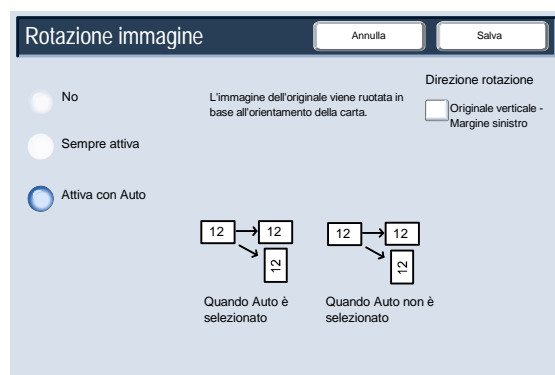 Rotazione immagine
Annulla
Salva
No
Sempre attiva
Attiva con Auto
L'immagine dell'originale viene ruotata in
base all'orientamento della carta.
Direzione rotazione
Originale verticale -
Margine sinistro
12 12
12
Quando Auto è
selezionato
12 12
12
Quando Auto non è
selezionato